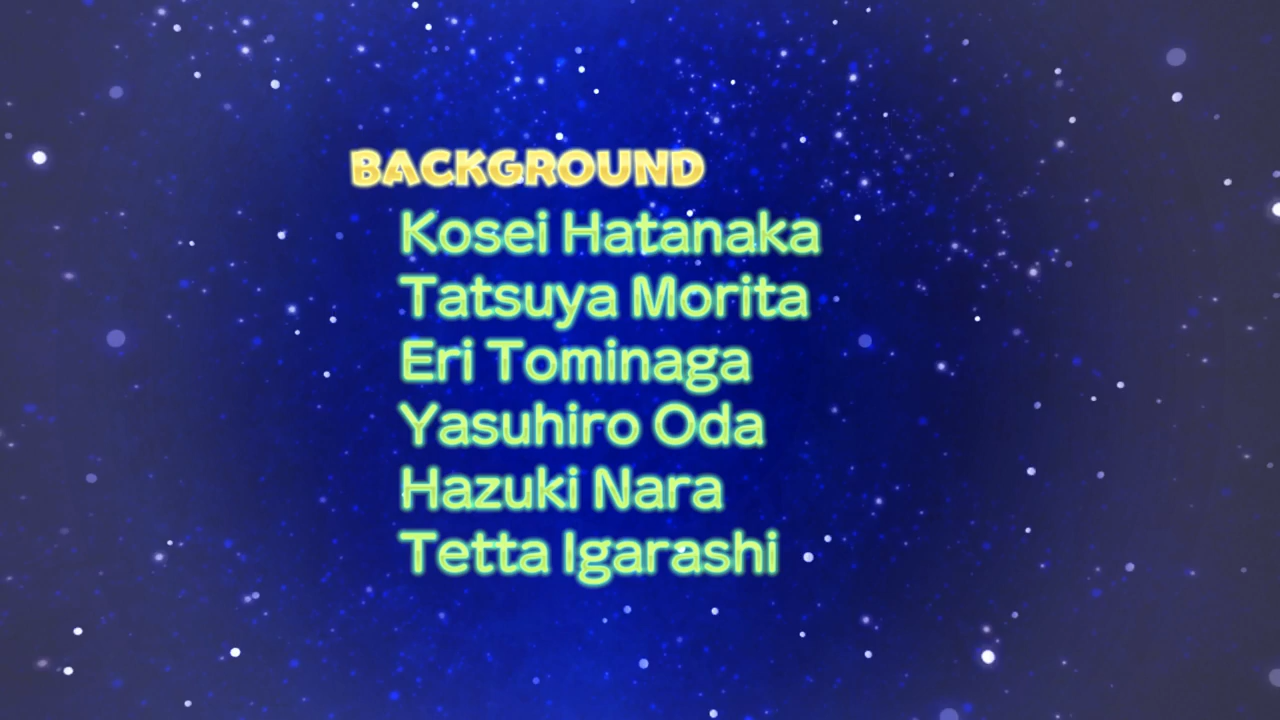 BACKGROUND
Kosei Hatanaka
Tatsuya Morita
Eri Tominaga
Yasuhiro Oda
Hazuki Nara
Tetta Igarashi